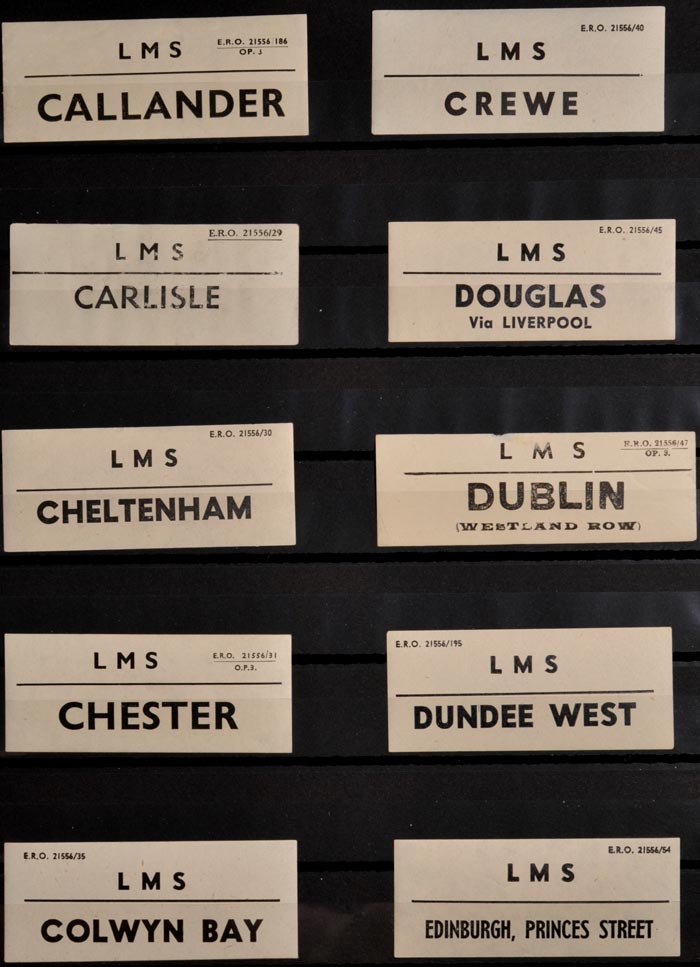 LMS E.R.O. 21556/186
OP. 3
CALLANDER
E.R.O. 21556/40
LMS
CREWE
E.R.O. 21556/29
LMS
CARLISLE
E.R.O. 21556/45
LMS
DOUGLAS
Via LIVERPOOL
E.R.O. 21556/30
LMS
CHELTENHAM
LMS E.R.O. 21556/47
OP. 3.
DUBLIN
(WESTLAND ROW)
LMS E.R.O. 21556/31
O.P.3.
CHESTER
E.R.O. 21556/195
LMS
DUNDEE WEST
E.R.O. 21556/35
LMS
COLWYN BAY
E.R.O. 21556/54
LMS
EDINBURGH, PRINCES STREET